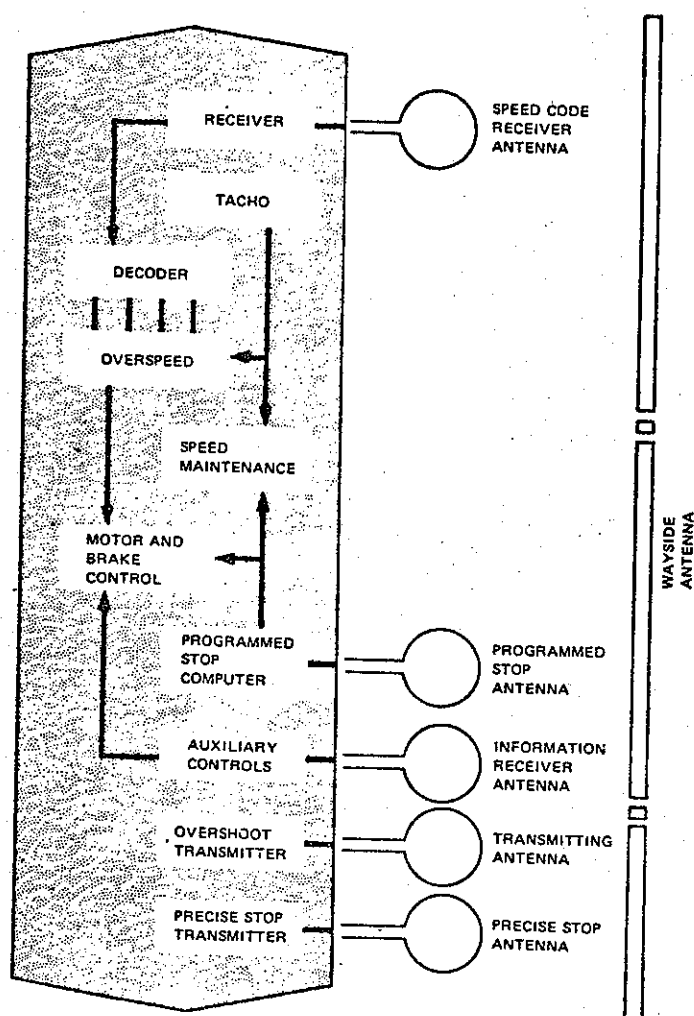 RECEIVER
SPEED CODE
RECEIVER
ANTENNA
TACHO
DECODER
OVERSPEED
SPEED
MAINTENANCE
MOTOR AND
BRAKE
CONTROL
WAYSIDE
ANTENNA
PROGRAMMED
STOP
COMPUTER
PROGRAMMED
STOP
ANTENNA
AUXILIARY
CONTROLS
INFORMATION
RECEIVER
ANTENNA
OVERSHOOT
TRANSMITTER
TRANSMITTING
ANTENNA
PRECISE STOP
TRANSMITTER
PRECISE STOP
ANTENNA